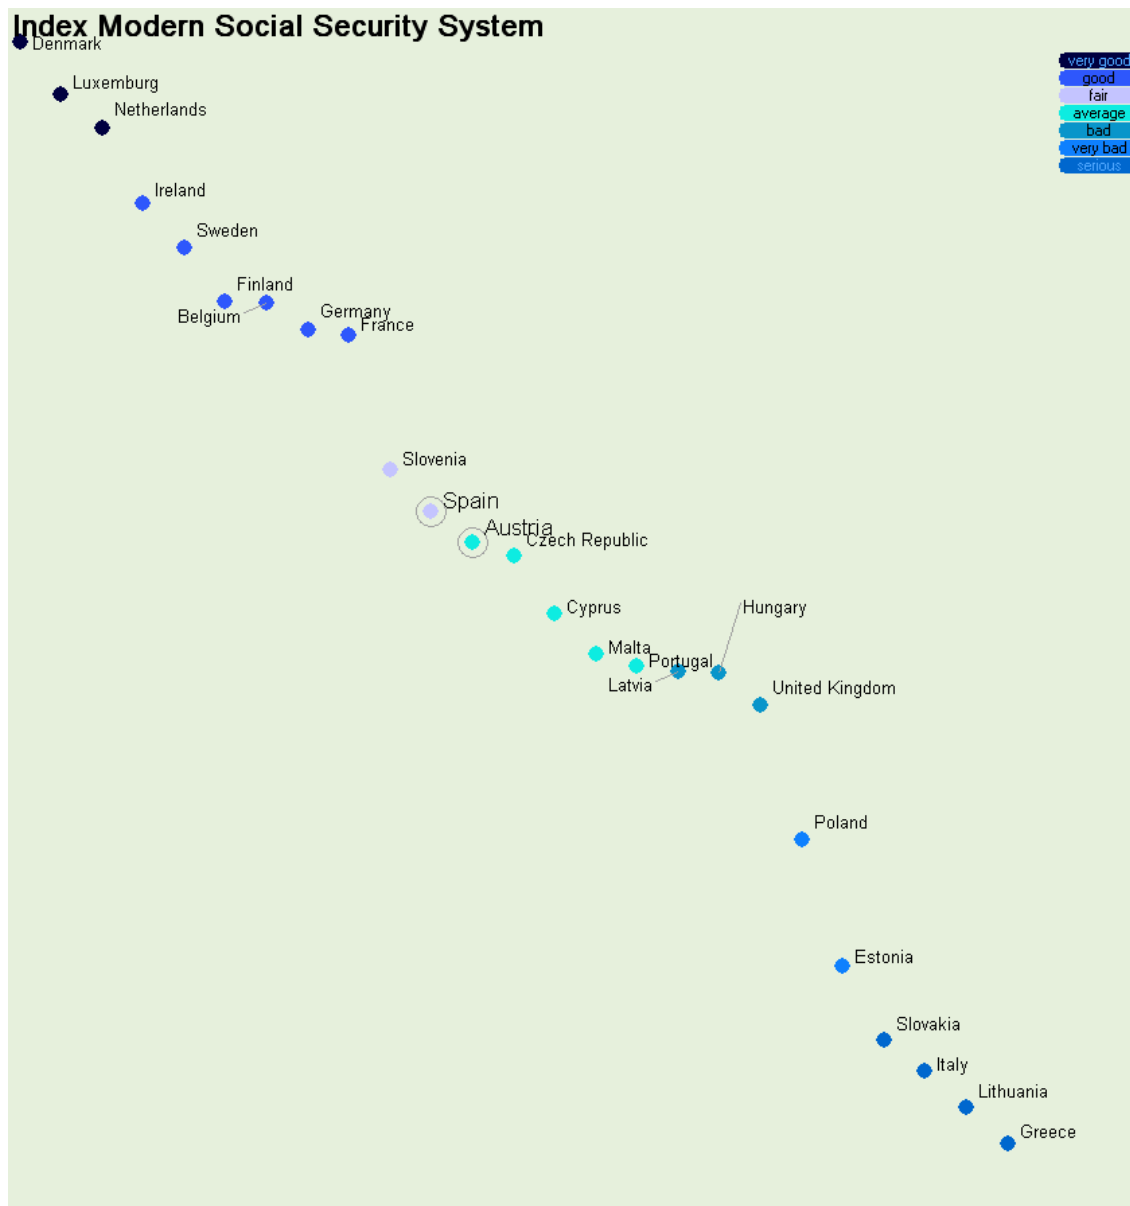 Index Modern Social Security System
Denmark
very good
good
fair
average
bad
very bad
serious
Luxemburg
Netherlands
Ireland
Sweden
Finland
Belgium
Germany
France
Slovenia
Spain
Austria
Czech Republic
Cyprus
Hungary
Malta
Portugal
Latvia
United Kingdom
Poland
Estonia
Slovakia
Italy
Lithuania
Greece